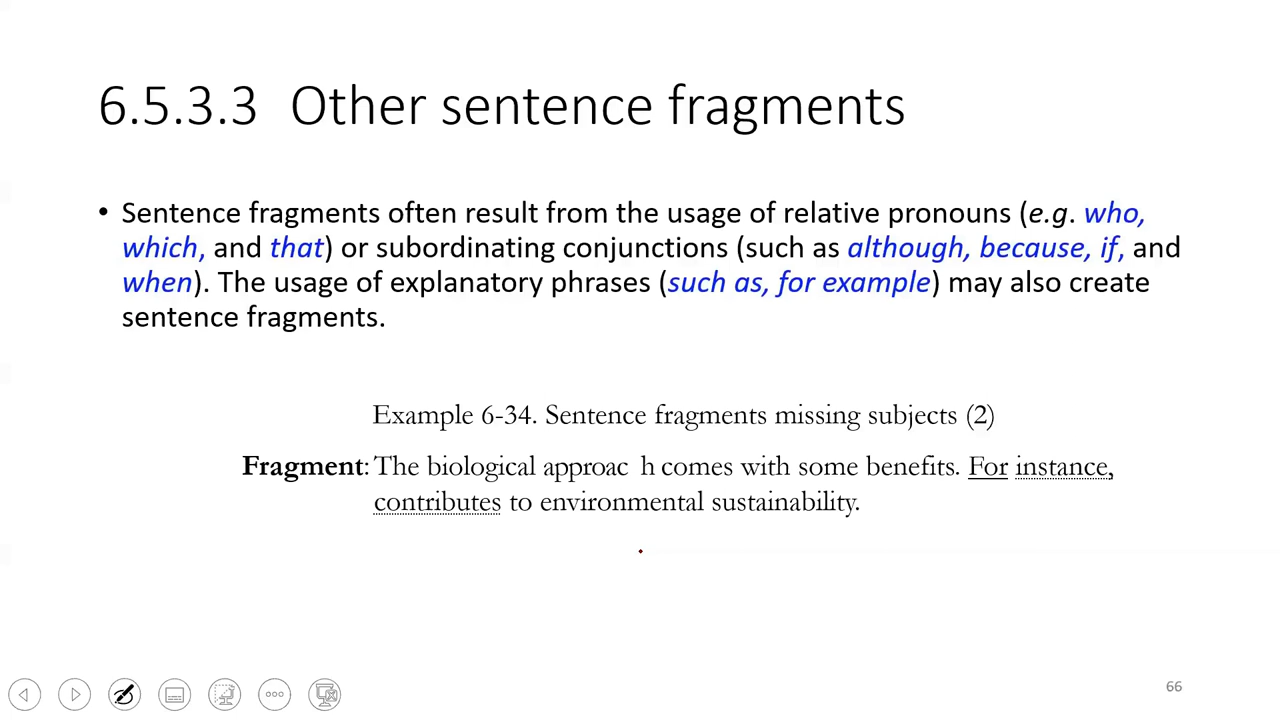 6.5.3.3 Other sentence fragments
• Sentence fragments often result from the usage of relative pronouns (e.g. who,
which, and that) or subordinating conjunctions (such as although, because, if, and
when). The usage of explanatory phrases (such as, for example) may also create
sentence fragments.
Example 6-34. Sentence fragments missing subjects (2)
Fragment: The biological approac h comes with some benefits. For instance,
contributes to environmental sustainability.
66